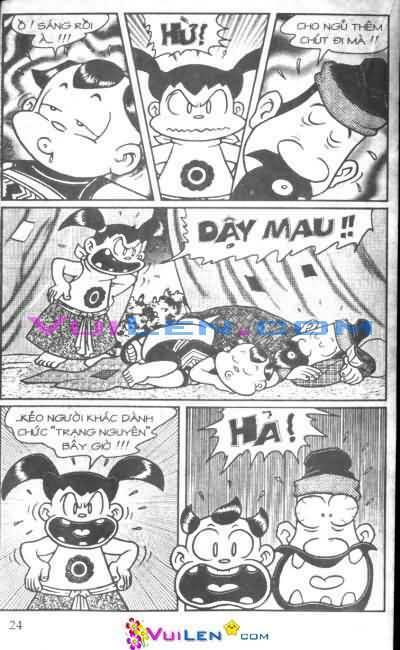 Ơ! SÁNG RỒI
À... !!!
HỪ!
CHO NGỦ THÊM
CHÚT ĐI MÀ !!
DẬY MAU!!
VUILEN.COM
...KẺO NGƯỜI KHÁC DÀNH
CHỨC "TRẠNG NGUYÊN"
BÂY GIỜ !!!
HẢ!
24
VUILEN.COM